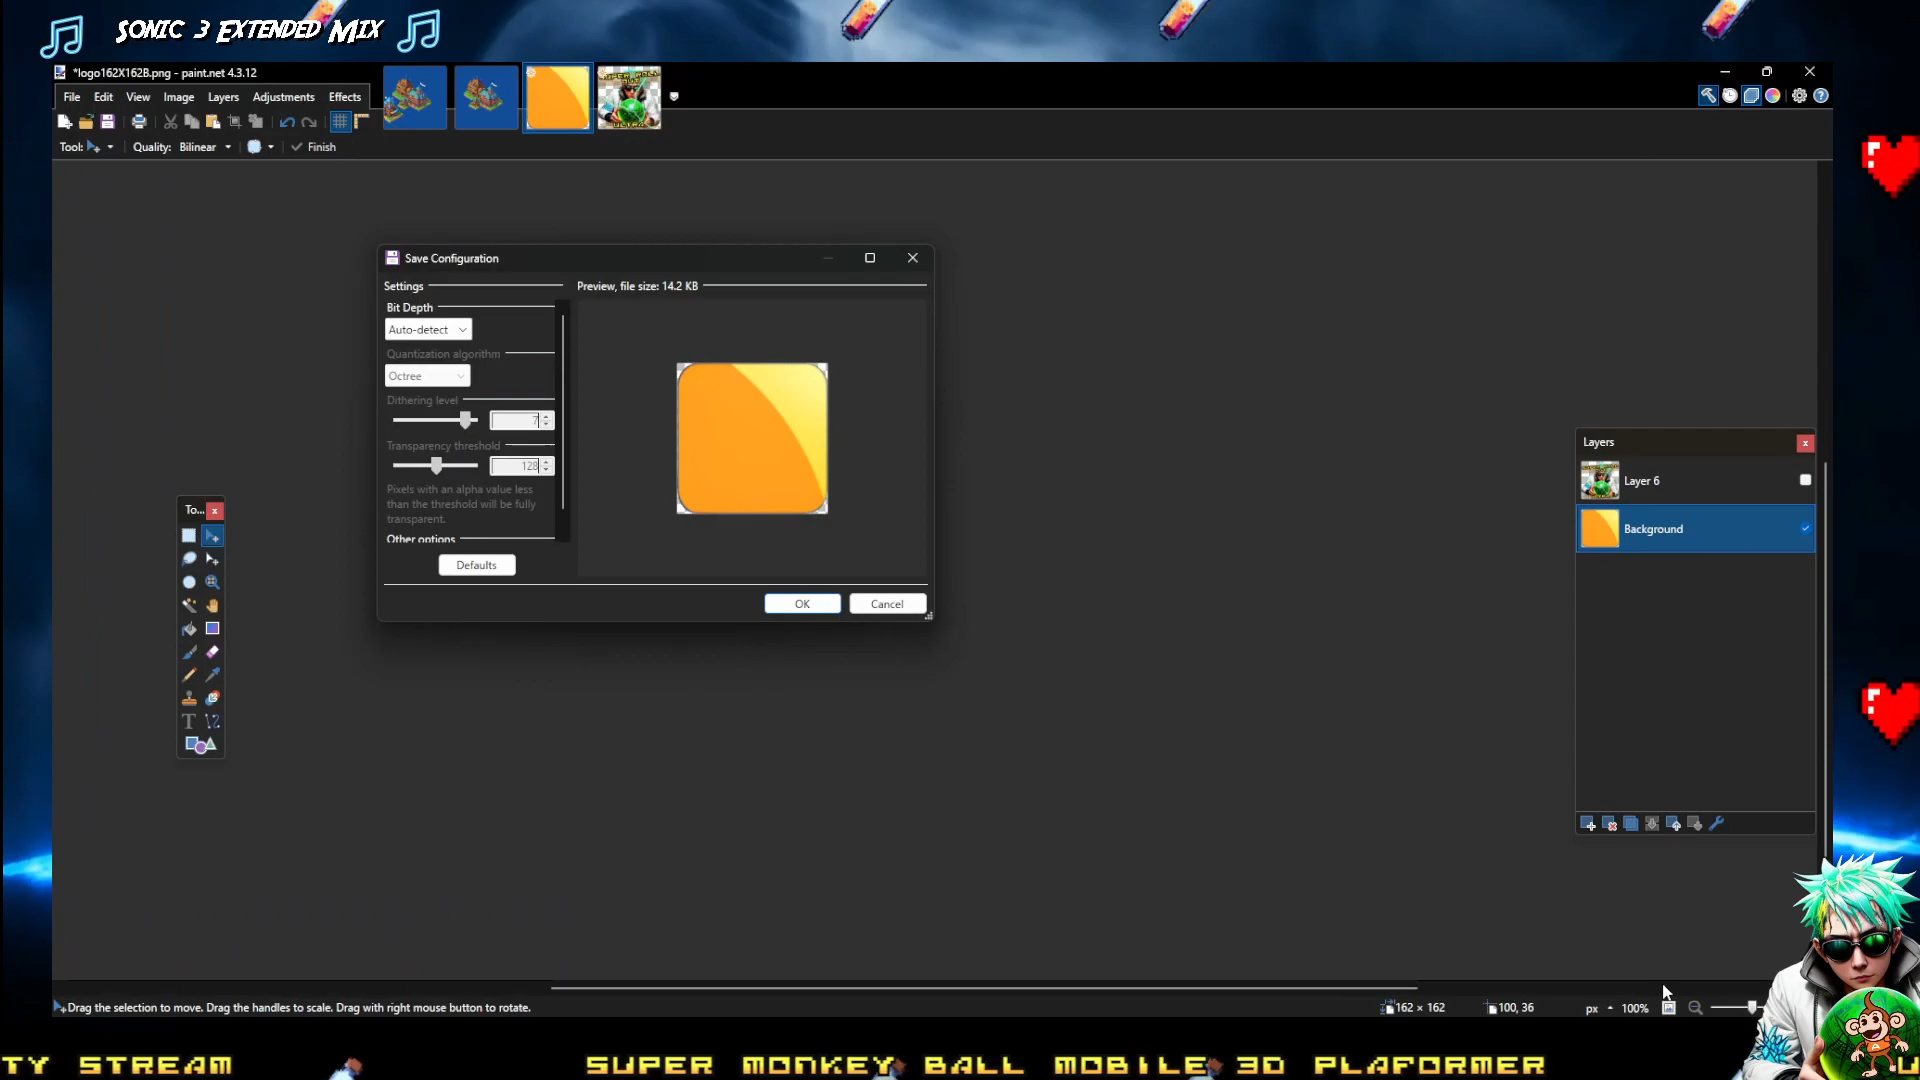 Sonic 3 Extended Mix
*logo162X162B.png - paint.net 4.3.12
File Edit View Image Layers Adjustments Effects
Tool: Quality: Bilinear Finish
Save Configuration
Settings
Preview, file size: 14.2 KB
Bit Depth
Auto-detect
Quantization algorithm
Octree
Dithering level
7
Transparency threshold
128
Pixels with an alpha value less
than the threshold will be fully
transparent.
Other options
Defaults
OK
Cancel
To...
Layers
Layer 6
Background
Drag the selection to move. Drag the handles to scale. Drag with right mouse button to rotate.
162 × 162
100, 36
px
100%
TY STREAM
SUPER MONKEY BALL MOBILE 3D PLAFORMER